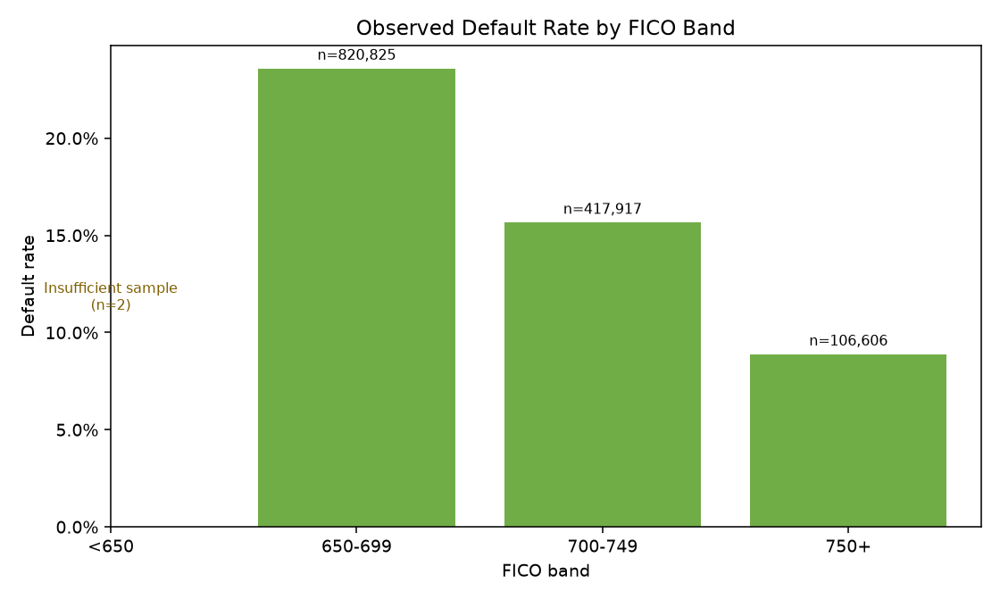 Observed Default Rate by FICO Band
n=820,825
20.0%
n=417,917
15.0%
Default rate
Insufficient sample
(n=2)
10.0%
n=106,606
5.0%
0.0%
<650
650-699
700-749
750+
FICO band